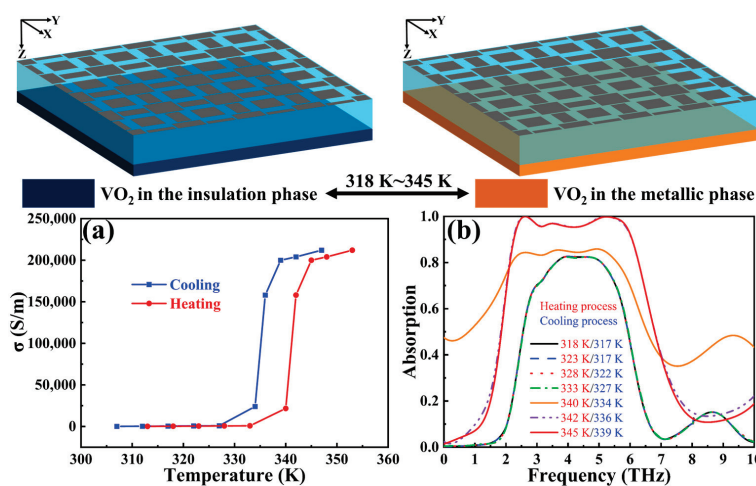 Y
X
Z
Y
X
Z
VO2 in the insulation phase
318 K~345 K
VO2 in the metallic phase
(a)
250,000
200,000
150,000
100,000
50,000
0
σ (S/m)
Cooling
Heating
300 310 320 330 340 350 360
Temperature (K)
(b)
1.0
0.8
0.6
0.4
0.2
0.0
Absorption
Heating process
Cooling process
318 K/317 K
323 K/317 K
328 K/322 K
333 K/327 K
340 K/334 K
342 K/336 K
345 K/339 K
0 1 2 3 4 5 6 7 8 9 10
Frequency (THz)